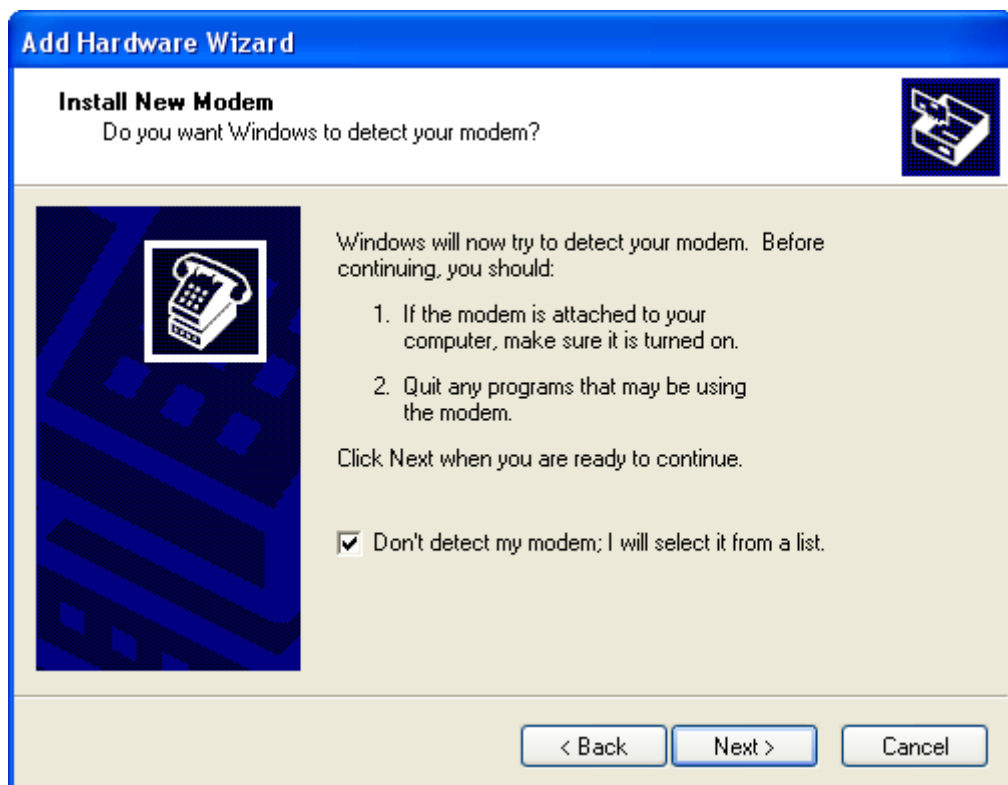 Add Hardware Wizard
Install New Modem
Do you want Windows to detect your modem?
Windows will now try to detect your modem.  Before
continuing, you should:
1. If the modem is attached to your
computer, make sure it is turned on.
2. Quit any programs that may be using
the modem.
Click Next when you are ready to continue.
Don't detect my modem; I will select it from a list.
< Back
Next >
Cancel